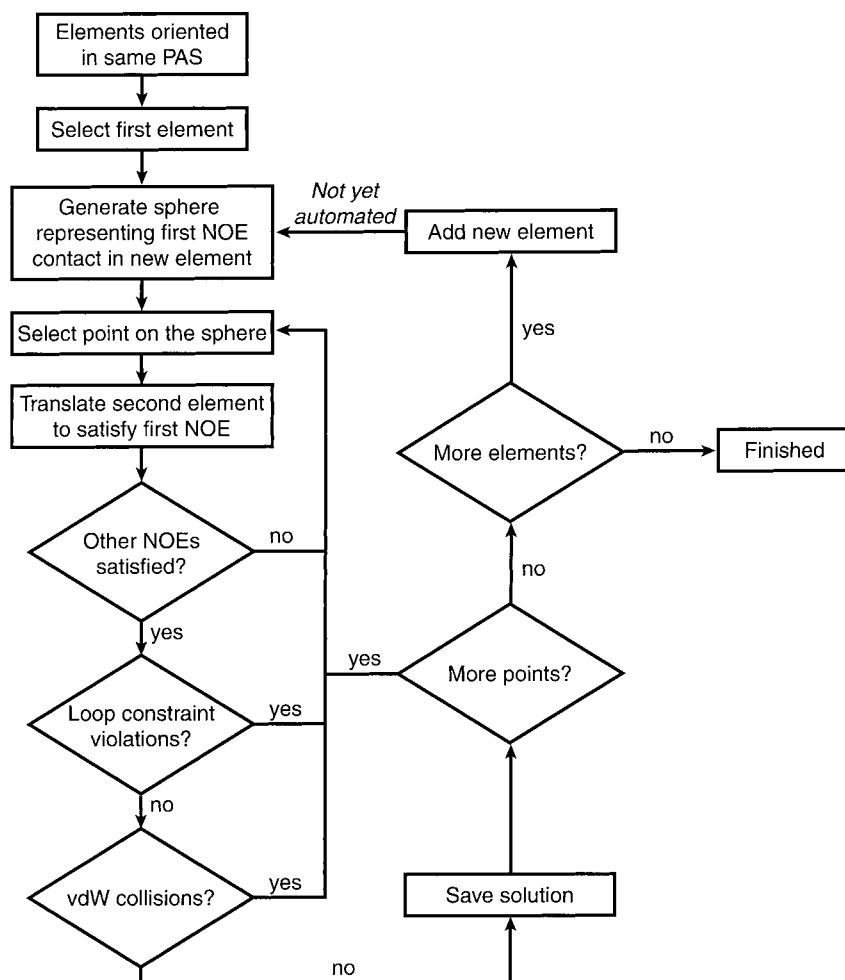 Elements oriented
in same PAS
Select first element
Generate sphere
representing first NOE
contact in new element
Not yet
automated
Add new element
Select point on the sphere
yes
Translate second element
to satisfy first NOE
More elements?
no
Finished
Other NOEs
satisfied?
no
no
yes
yes
More points?
Loop constraint
violations?
yes
no
vdW collisions?
yes
Save solution
no